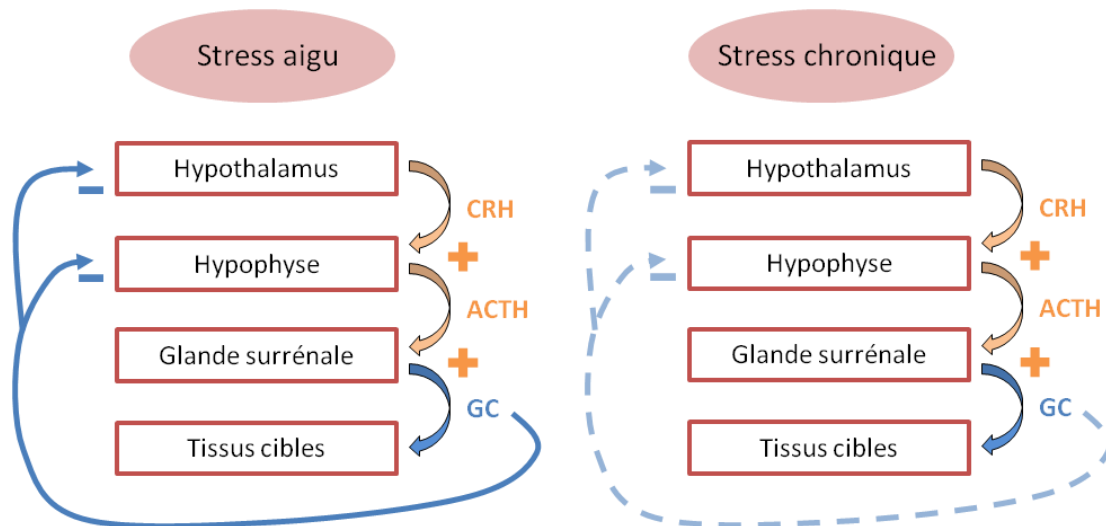 Stress aigu
Hypothalamus
CRH
Hypophyse
ACTH
Glande surrénale
GC
Tissus cibles
Stress chronique
Hypothalamus
CRH
Hypophyse
ACTH
Glande surrénale
GC
Tissus cibles